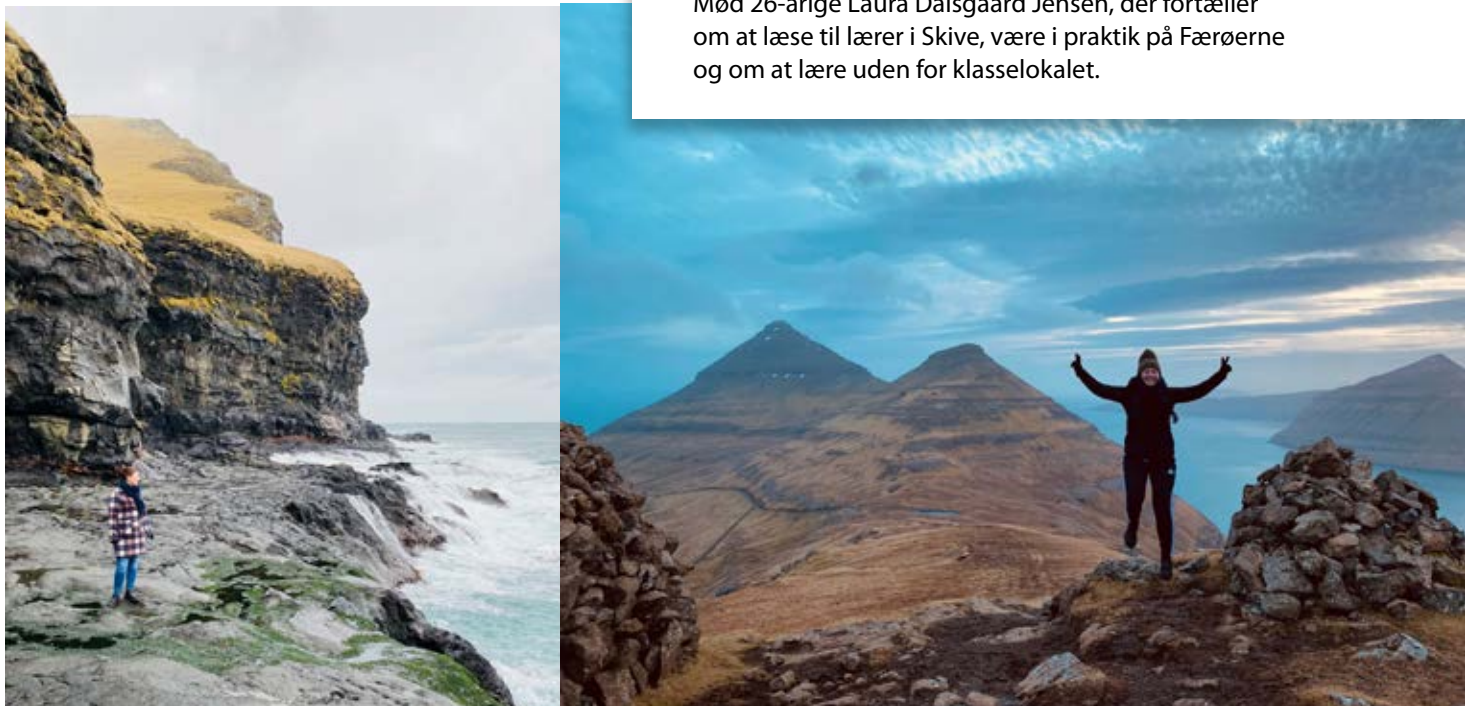 Mød 26-årige Laura Dalsgaard Jensen, der fortæller
om at læse til lærer i Skive, være i praktik på Færøerne
og om at lære uden for klasselokalet.